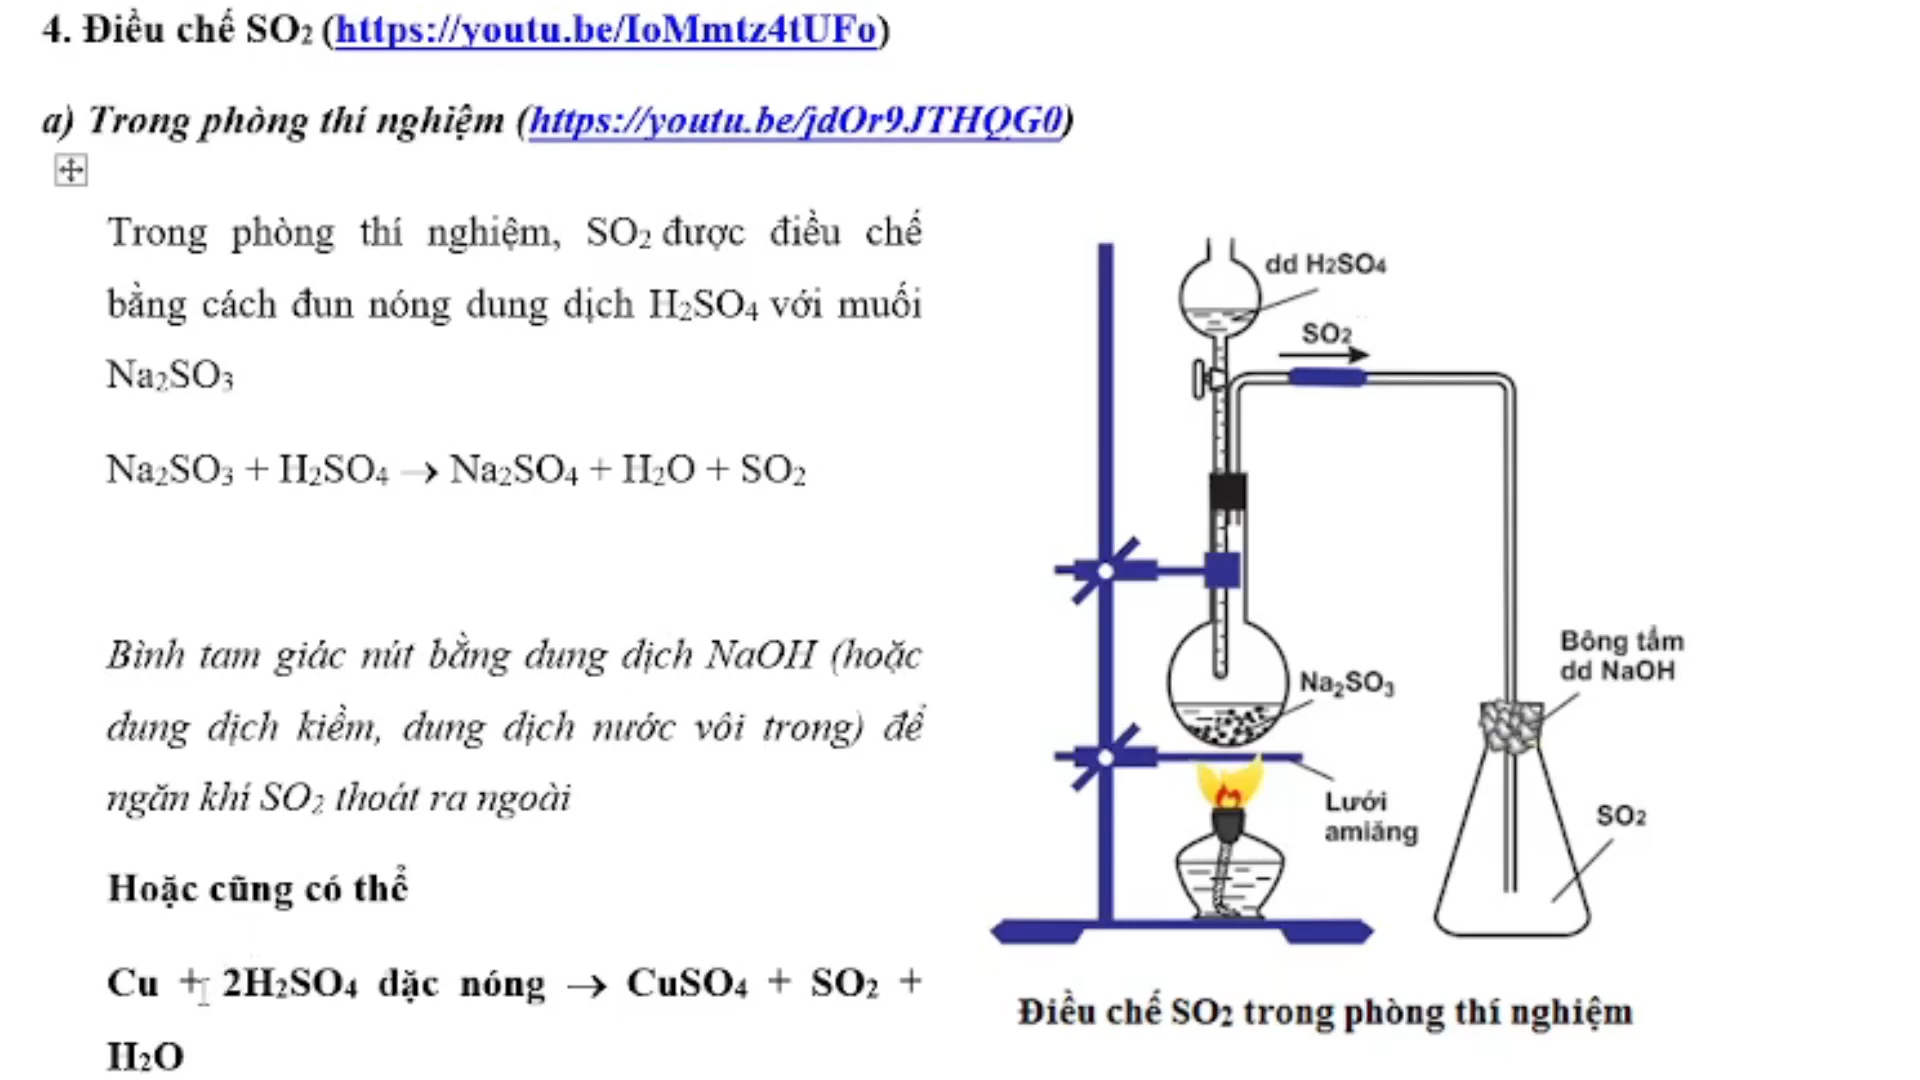 4. Điều chế SO₂ (https://youtu.be/IoMmtz4tUFo)
a) Trong phòng thí nghiệm (https://youtu.be/jdOr9JTHQG0)
Trong phòng thí nghiệm, SO₂ được điều chế
bằng cách đun nóng dung dịch H₂SO₄ với muối
Na₂SO₃
Na₂SO₃ + H₂SO₄ → Na₂SO₄ + H₂O + SO₂
Bình tam giác nút bằng dung dịch NaOH (hoặc
dung dịch kiềm, dung dịch nước vôi trong) để
ngăn khí SO₂ thoát ra ngoài
Hoặc cũng có thể
Cu + 2H₂SO₄ đặc nóng → CuSO₄ + SO₂ +
H₂O
dd H₂SO₄
SO₂
Bông tẩm
dd NaOH
Na₂SO₃
Lưới
amiăng
SO₂
Điều chế SO₂ trong phòng thí nghiệm